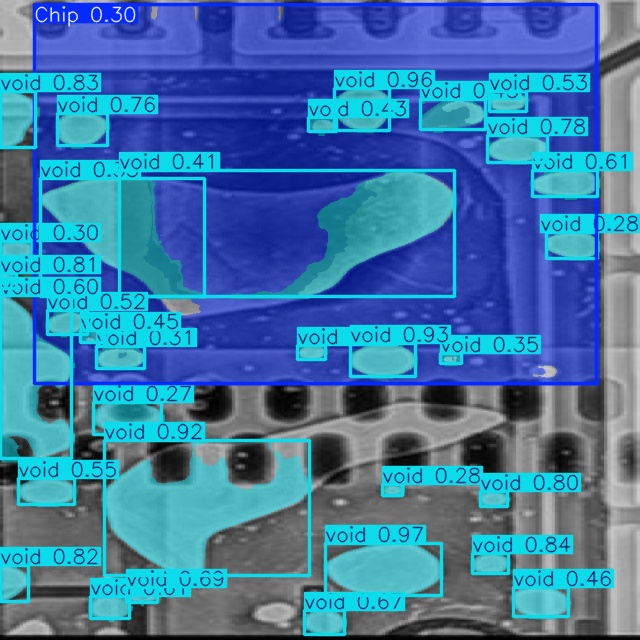 Chip 0.30
void 0.96
void 0.83
void 0.53
void 0.76
void 0.43
void 0.78
void 0.41
void 0.61
void 0.28
void 0.30
void 0.81
void 0.60
void 0.52
void 0.45
void 0.31
void
void 0.93
void 0.35
void 0.27
void 0.92
void 0.55
void 0.28
void 0.80
void 0.97
void 0.84
void 0.82
void 0.69
void 0.46
void 0.67